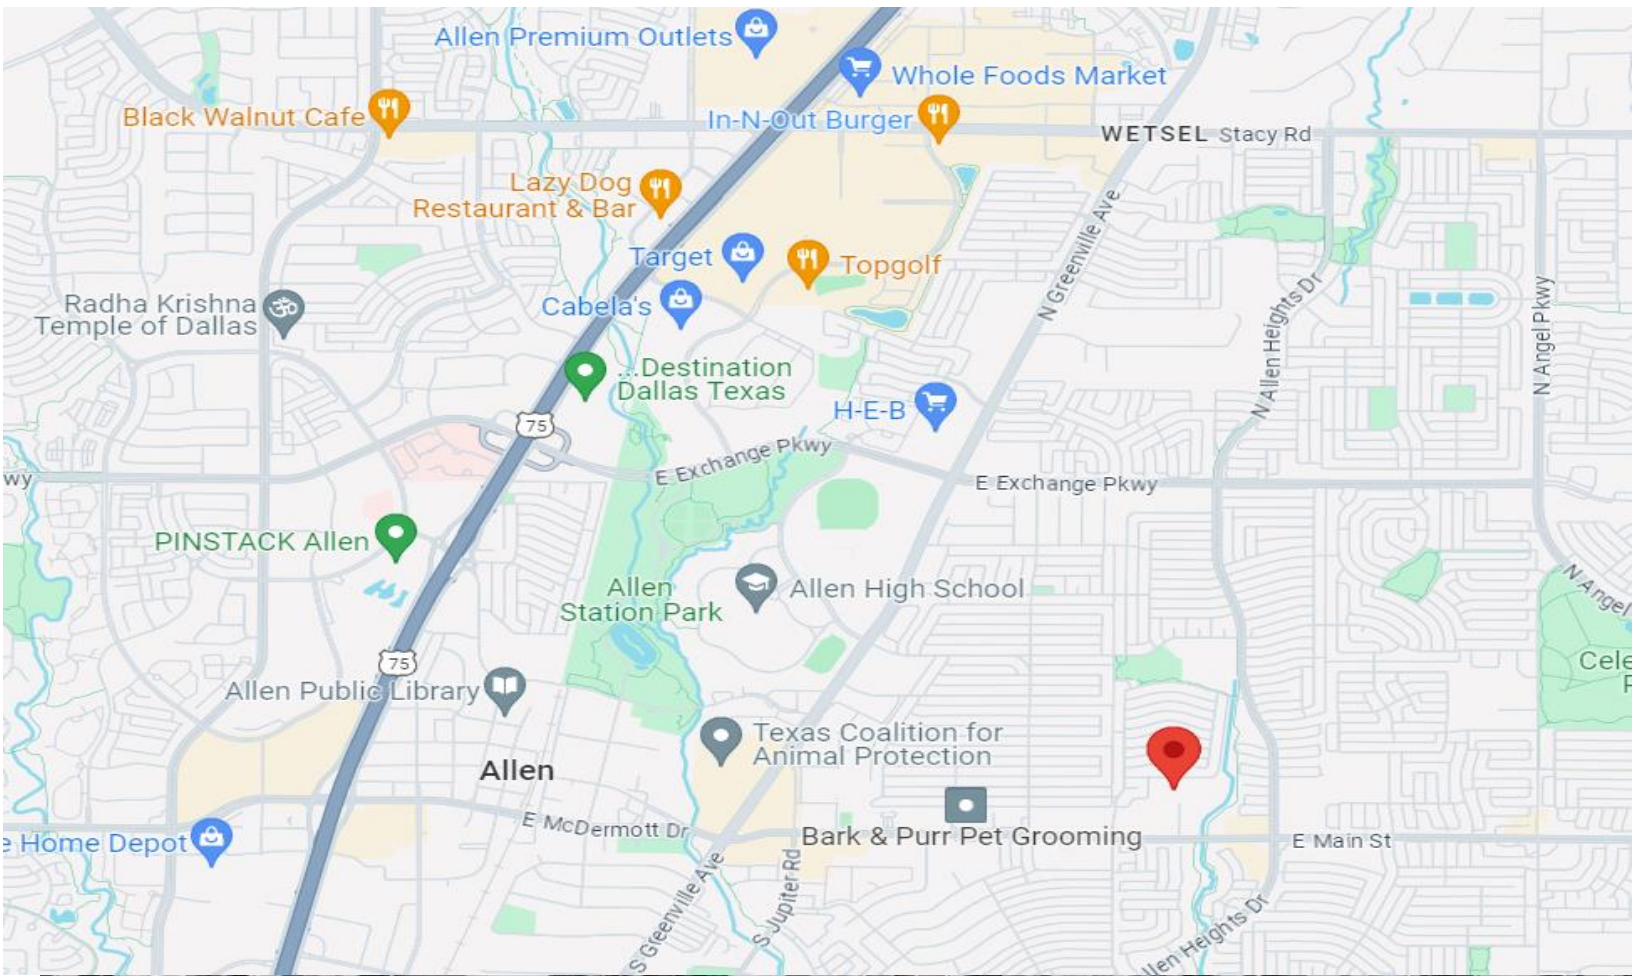 Allen Premium Outlets
Whole Foods Market
Black Walnut Cafe
In-N-Out Burger
WETSEL Stacy Rd
Lazy Dog
Restaurant & Bar
N Greenville Ave
Target
Topgolf
Cabela's
Radha Krishna
Temple of Dallas
N Allen Heights Dr
N Angel Pkwy
...Destination
Dallas Texas
H-E-B
75
E Exchange Pkwy
wy
E Exchange Pkwy
PINSTACK Allen
Allen
Station Park
Allen High School
N Angel
75
Cele
P
Allen Public Library
Texas Coalition for
Animal Protection
Allen
E McDermott Dr
e Home Depot
Bark & Purr Pet Grooming
E Main St
S Greenville Ave
S Jupiter Rd
llen Heights Dr